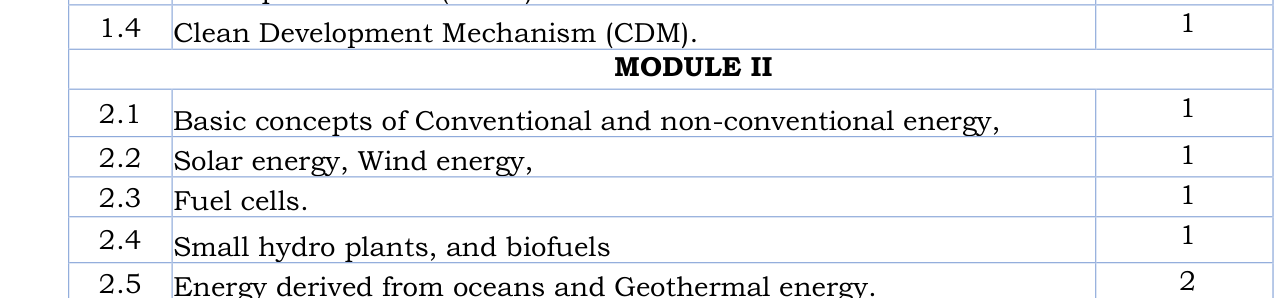 1.4 Clean Development Mechanism (CDM). 1
MODULE II
2.1 Basic concepts of Conventional and non-conventional energy, 1
2.2 Solar energy, Wind energy, 1
2.3 Fuel cells. 1
2.4 Small hydro plants, and biofuels 1
2.5 Energy derived from oceans and Geothermal energy. 2